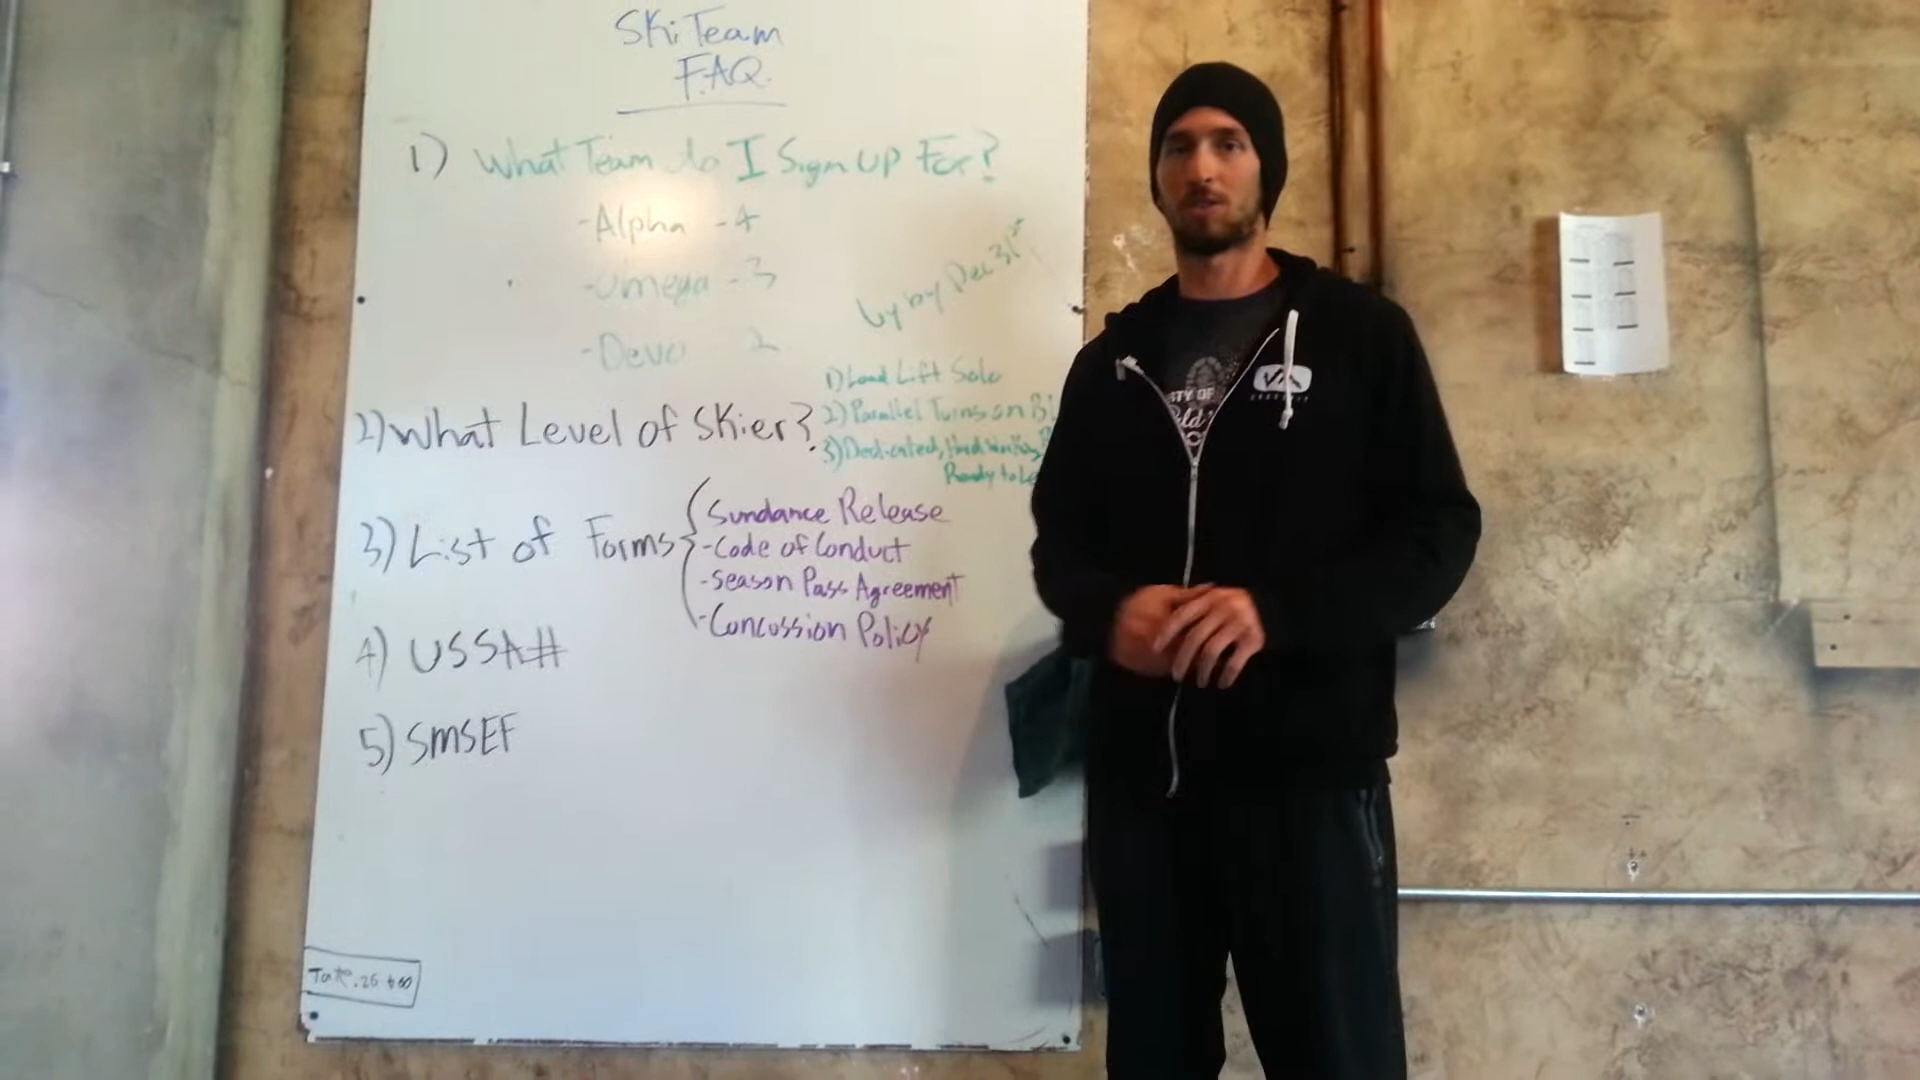 Ski Team
F.A.Q.
1) What Team do I Sign Up For?
-Alpha -4
-Omega -3
-Devo 2
by Dec 31st
2) What Level of Skier?
1) Load Lift Solo
2) Parallel Turns on
3) Dedicated, Hard Working
Ready to
3) List of Forms
Sundance Release
-Code of Conduct
-Season Pass Agreement
-Concussion Policy
4) USSA#
5) SMSEF